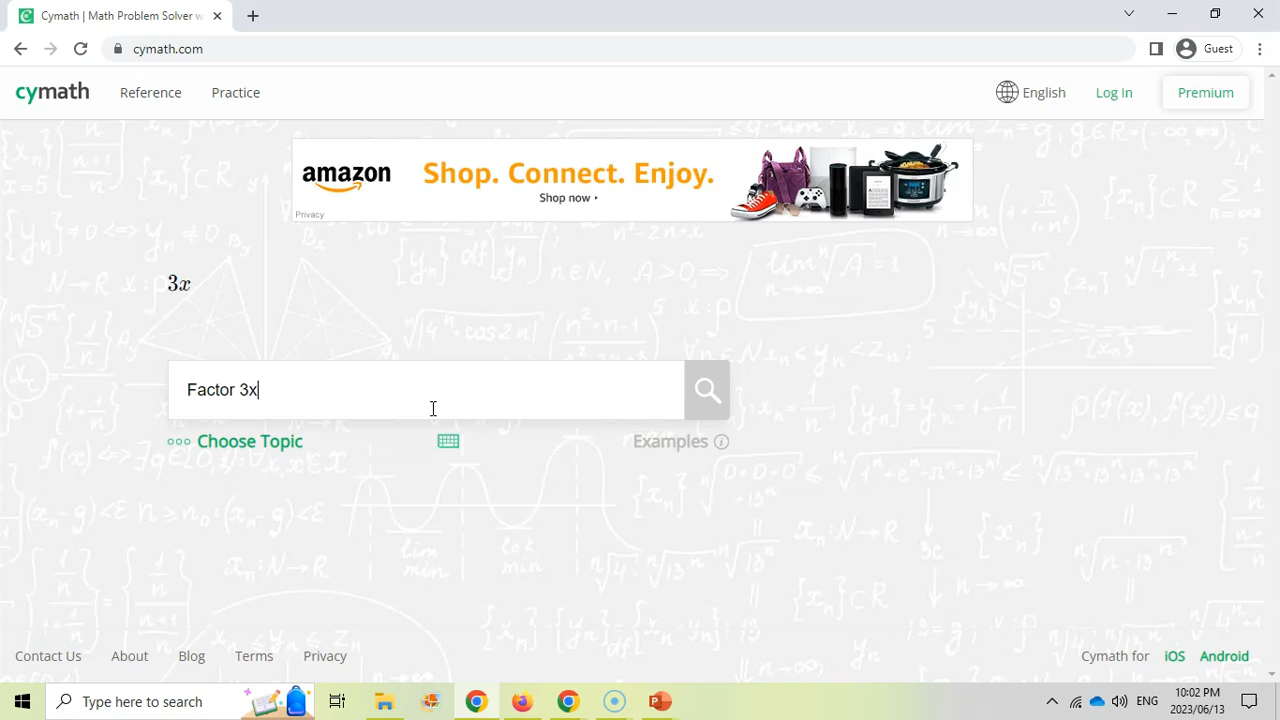 Cymath | Math Problem Solver w
cymath.com
Guest
cymath
Reference
Practice
English
Log In
Premium
amazon
Shop. Connect. Enjoy.
Shop now
Privacy
3x
Factor 3x
Choose Topic
Examples
Contact Us
About
Blog
Terms
Privacy
Cymath for
iOS
Android
Type here to search
ENG
10:02 PM
2023/06/13